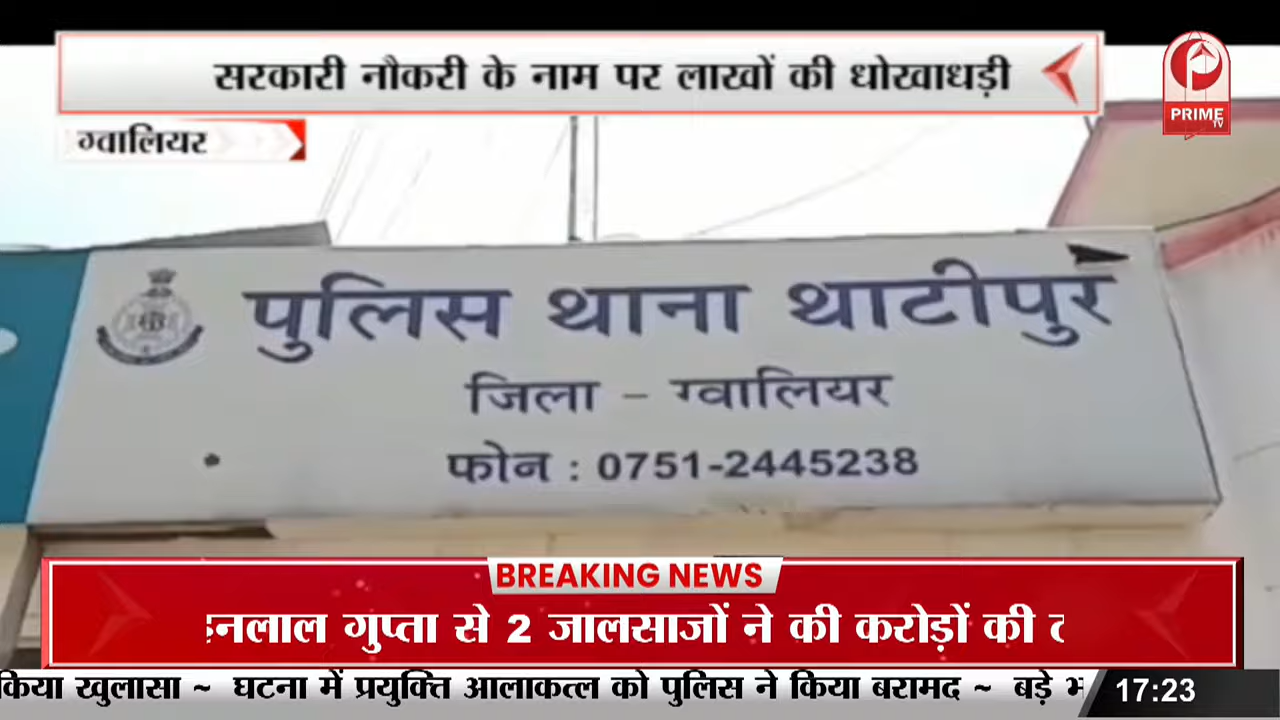 सरकारी नौकरी के नाम पर लाखों की धोखाधड़ी
PRIME
TV
ग्वालियर
पुलिस थाना थाटीपुर
जिला - ग्वालियर
फोन : 0751-2445238
BREAKING NEWS
गुप्ता से 2 जालसाजों ने की करोड़ों की
किया खुलासा ~ घटना में प्रयुक्ति आलाकत्ल को पुलिस ने किया बरामद ~ बड़े
17:23